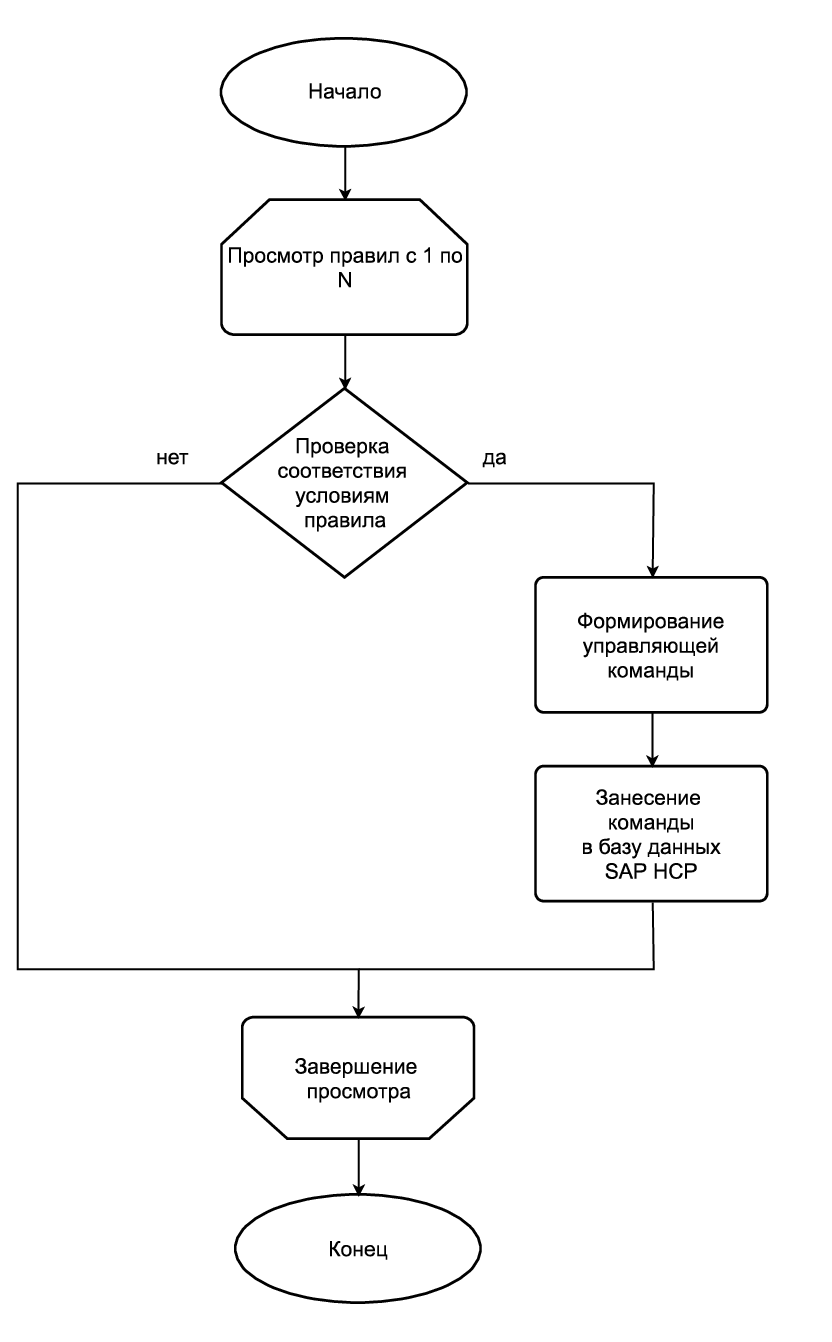 Начало
Просмотр правил с 1 по
N
Проверка
соответствия
условиям
правила
нет
да
Формирование
управляющей
команды
Занесение
команды
в базу данных
SAP HCP
Завершение
просмотра
Конец